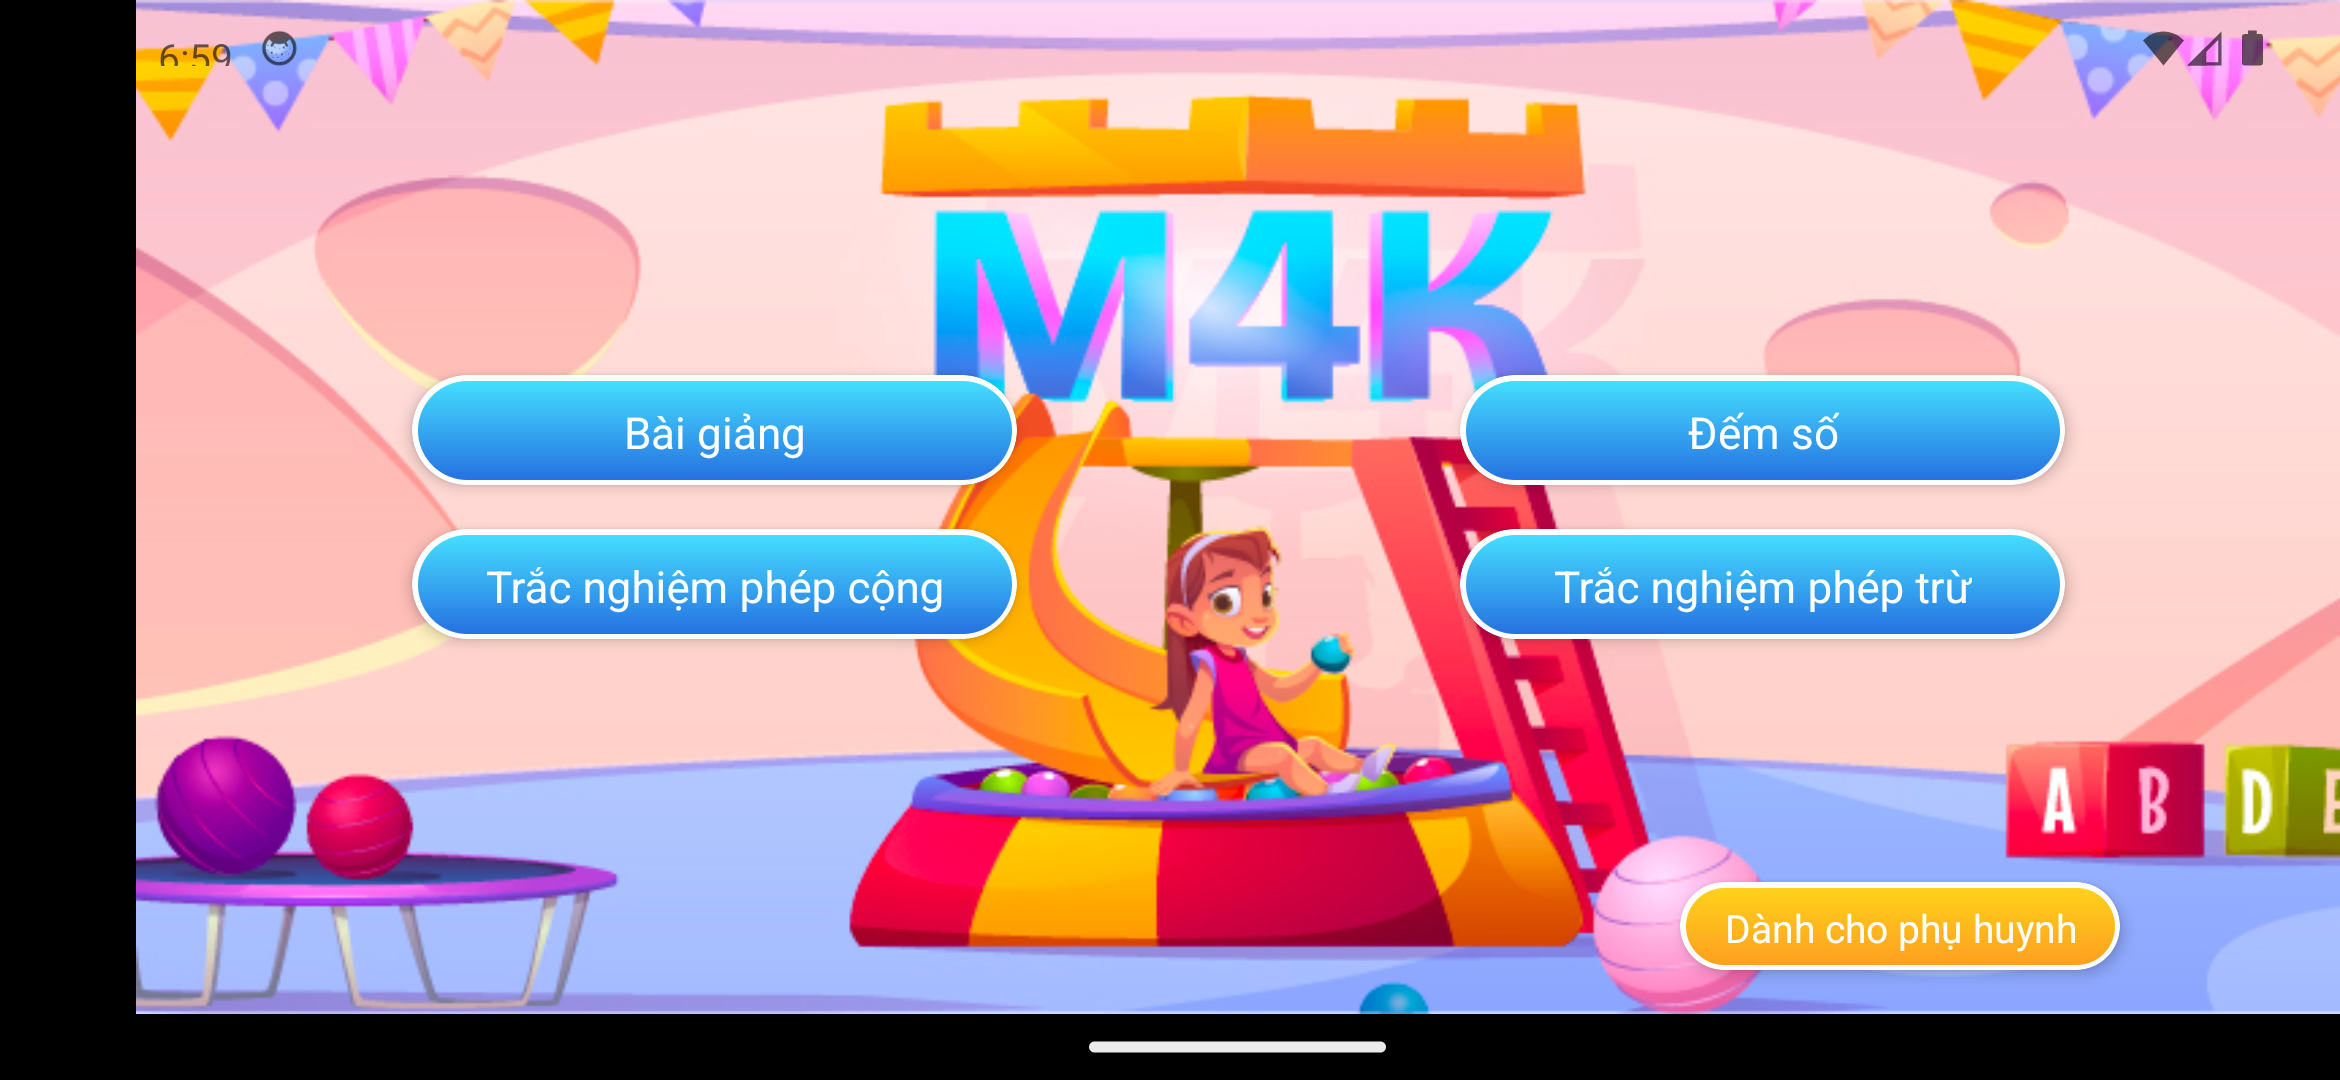 6:59
M4K
Bài giảng
Đếm số
Trắc nghiệm phép cộng
Trắc nghiệm phép trừ
A B D E
Dành cho phụ huynh